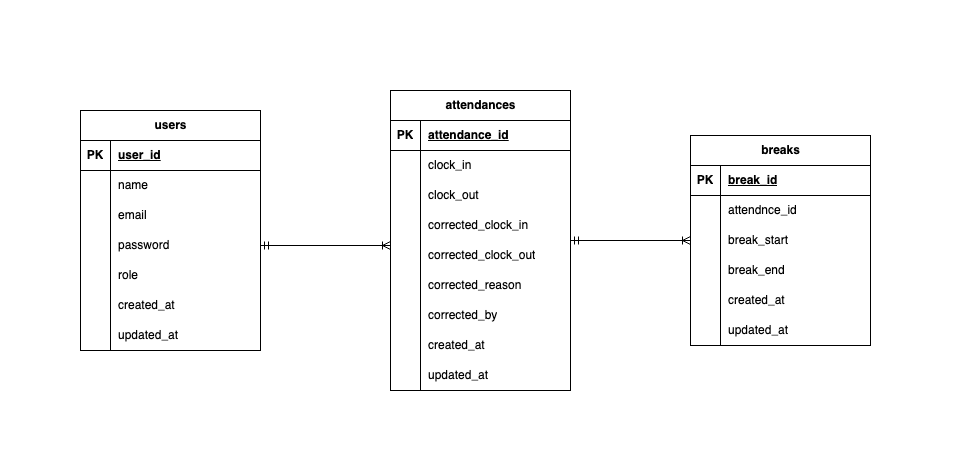 users
PK user_id
name
email
password
role
created_at
updated_at
attendances
PK attendance_id
clock_in
clock_out
corrected_clock_in
corrected_clock_out
corrected_reason
corrected_by
created_at
updated_at
breaks
PK break_id
attendnce_id
break_start
break_end
created_at
updated_at